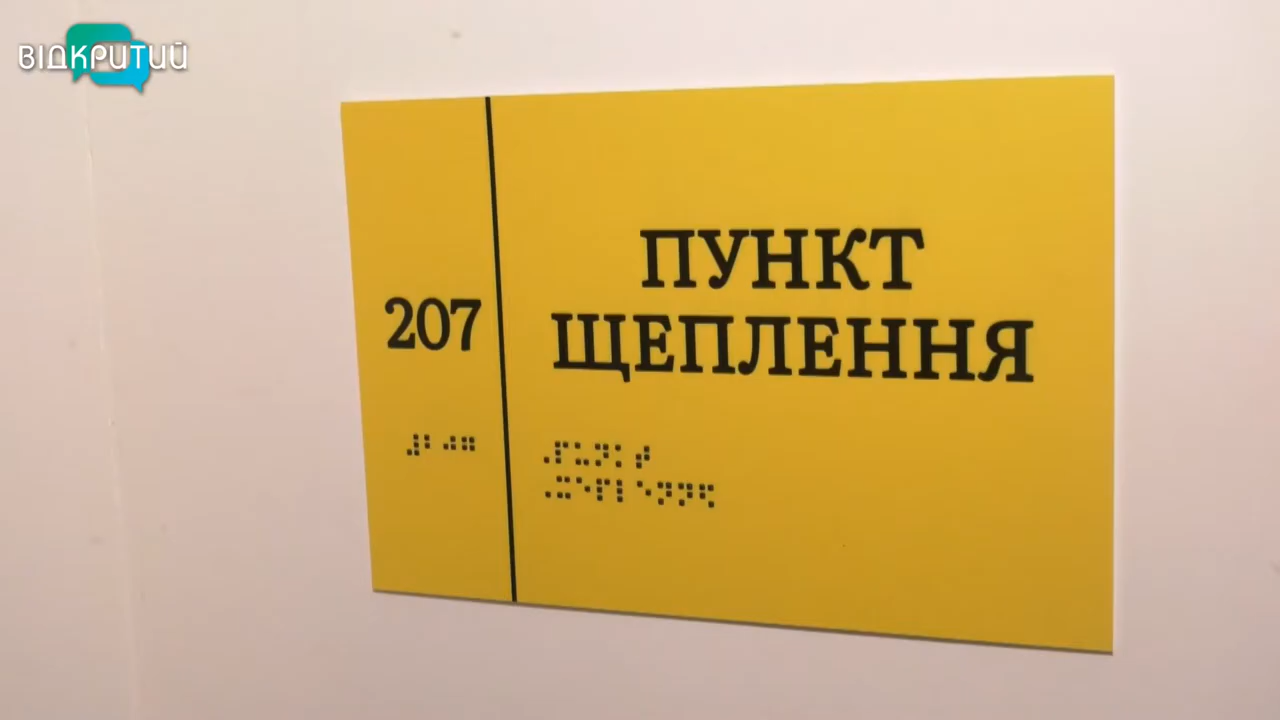 ВІДКРИТИЙ
207
ПУНКТ
ЩЕПЛЕННЯ
⠼⠃⠚⠛
⠠⠏⠥⠝⠅⠞
⠠⠭⠑⠏⠇⠑⠝⠝⠫